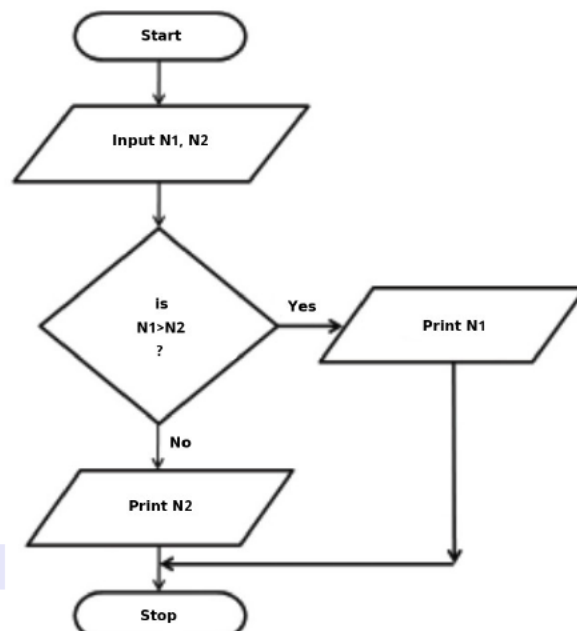 Start
Input N1, N2
is
N1>N2
?
Yes
Print N1
No
Print N2
Stop